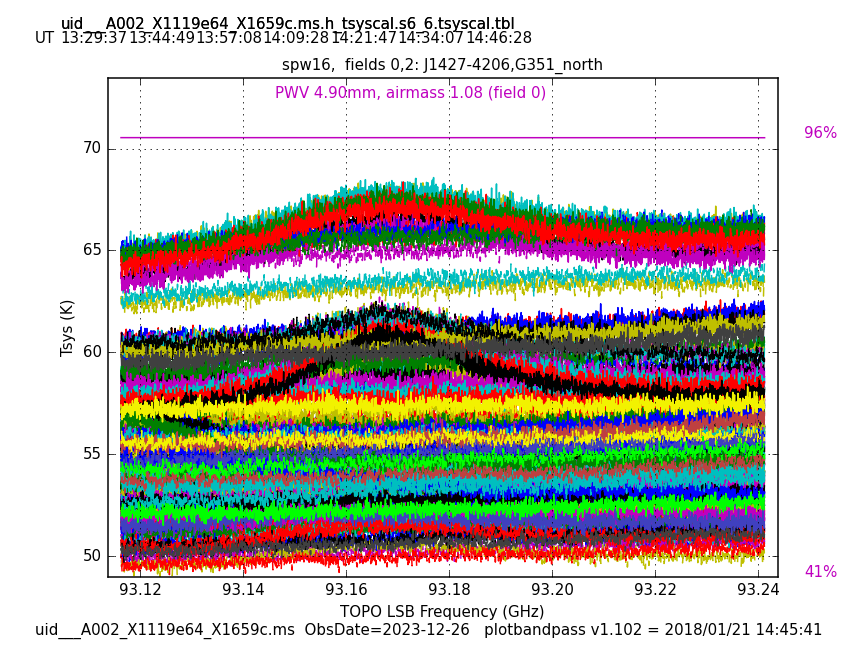 uid___A002_X1119e64_X1659c.ms.h_tsyscal.s6_6.tsyscal.tbl
UT 13:29:37 13:44:49 13:57:08 14:09:28 14:21:47 14:34:07 14:46:28
spw16,  fields 0,2: J1427-4206,G351_north
PWV 4.90mm, airmass 1.08 (field 0)
96%
70
65
Tsys (K)
60
55
50
41%
93.12 93.14 93.16 93.18 93.20 93.22 93.24
TOPO LSB Frequency (GHz)
uid___A002_X1119e64_X1659c.ms  ObsDate=2023-12-26   plotbandpass v1.102 = 2018/01/21 14:45:41